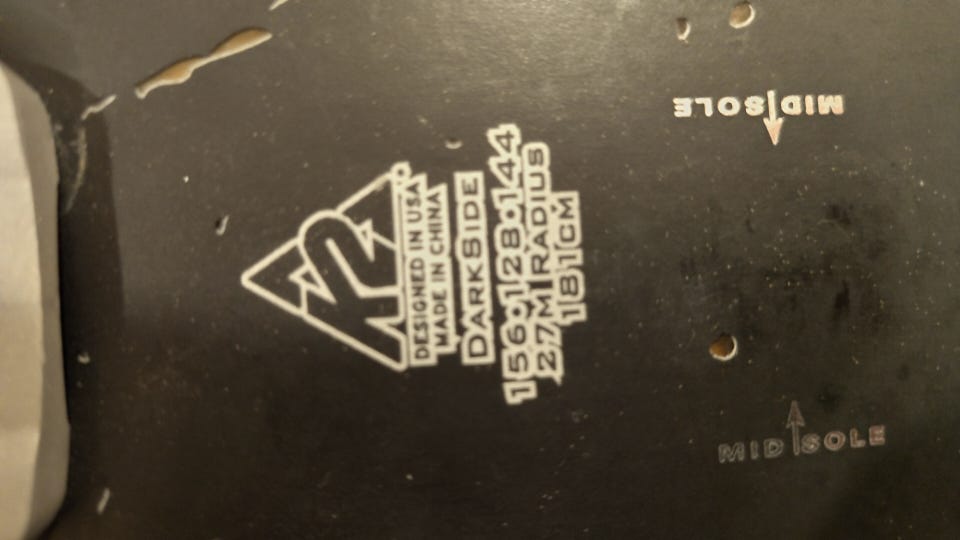 K2
DESIGNED IN USA
MADE IN CHINA
DARKSIDE
156•128•144
27M RADIUS
181CM
MID SOLE
MID SOLE